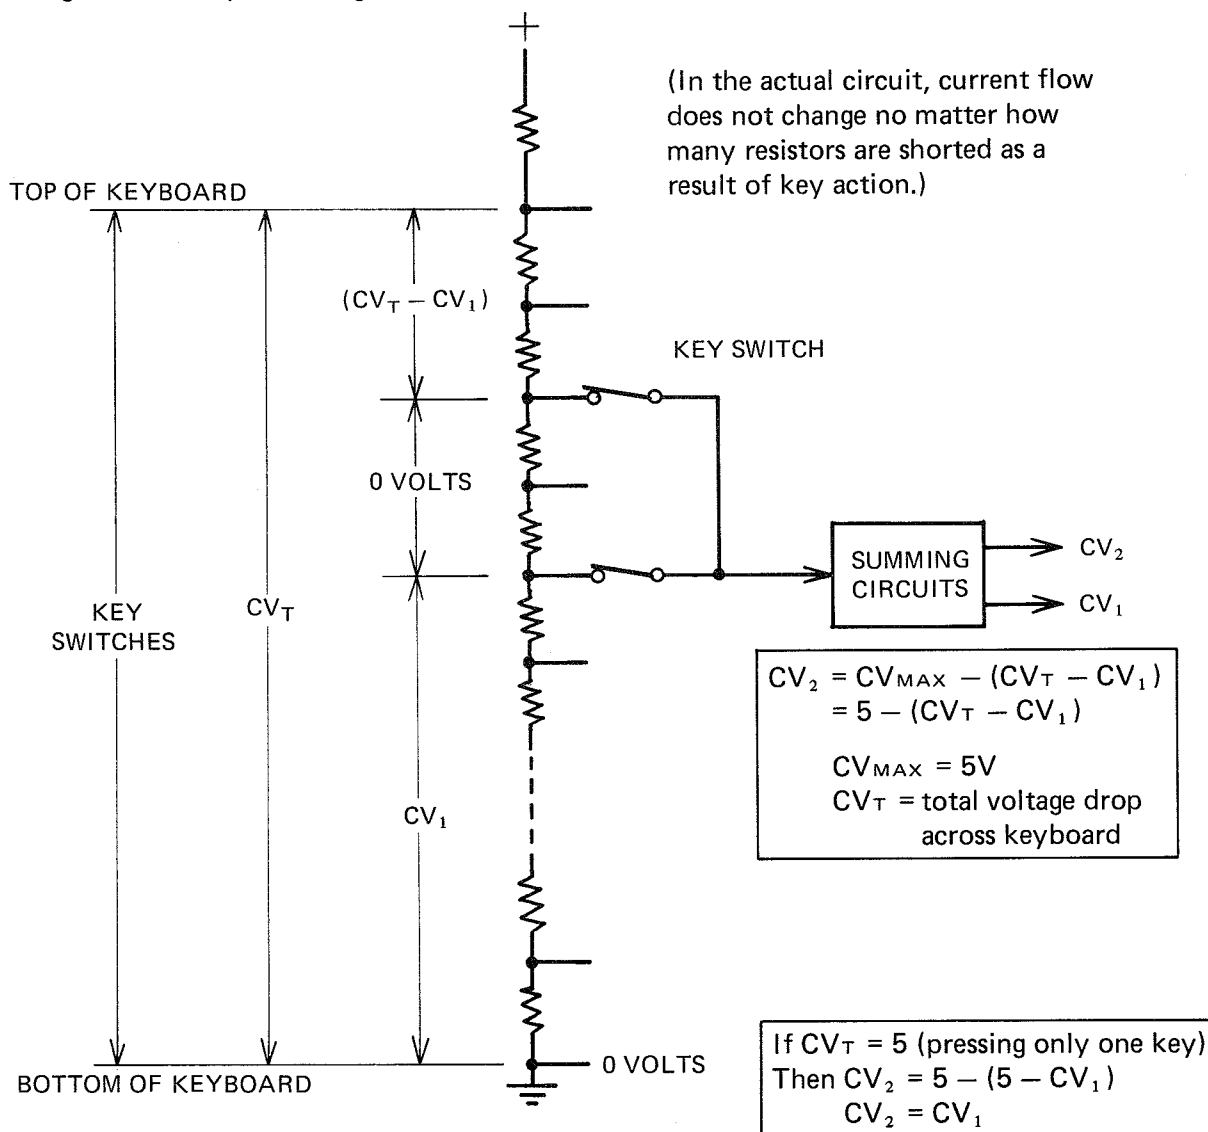 +
(In the actual circuit, current flow
does not change no matter how
many resistors are shorted as a
result of key action.)
TOP OF KEYBOARD
(CVT – CV₁)
KEY SWITCH
0 VOLTS
SUMMING
CIRCUITS
CV₂
CV₁
KEY
SWITCHES
CVT
CV₂ = CVMAX – (CVT – CV₁)
= 5 – (CVT – CV₁)
CVMAX = 5V
CVT = total voltage drop
across keyboard
CV₁
0 VOLTS
BOTTOM OF KEYBOARD
If CVT = 5 (pressing only one key)
Then CV₂ = 5 – (5 – CV₁)
CV₂ = CV₁